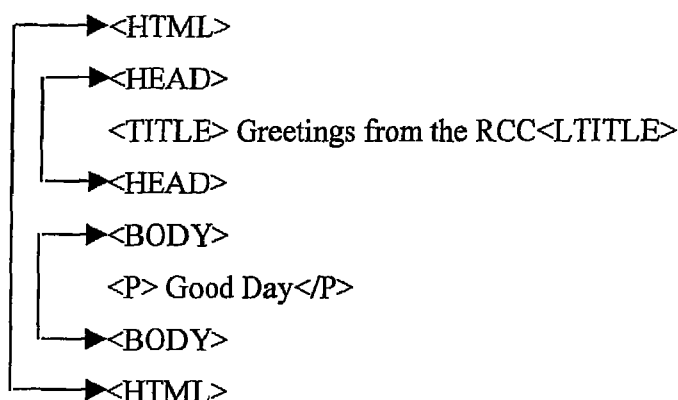 <HTML>
<HEAD>
<TITLE> Greetings from the RCC<LTITLE>
<HEAD>
<BODY>
<P> Good Day</P>
<BODY>
<HTML>